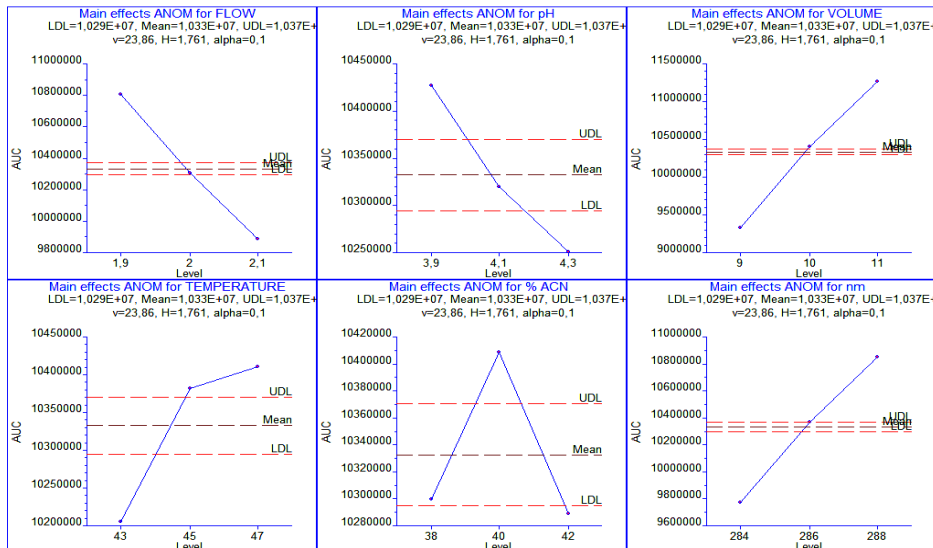 Main effects ANOM for FLOW
LDL=1,029E+07, Mean=1,033E+07, UDL=1,037E+
v=23,86, H=1,761, alpha=0,1
11000000
10800000
10600000
10400000
10200000
10000000
9800000
AUC
UDL
Mean
LDL
1,9
2
2,1
Level
Main effects ANOM for pH
LDL=1,029E+07, Mean=1,033E+07, UDL=1,037E+
v=23,86, H=1,761, alpha=0,1
10450000
10400000
10350000
10300000
10250000
AUC
UDL
Mean
LDL
3,9
4,1
4,3
Level
Main effects ANOM for VOLUME
LDL=1,029E+07, Mean=1,033E+07, UDL=1,037E+
v=23,86, H=1,761, alpha=0,1
11500000
11000000
10500000
10000000
9500000
9000000
AUC
UDL
Mean
LDL
9
10
11
Level
Main effects ANOM for TEMPERATURE
LDL=1,029E+07, Mean=1,033E+07, UDL=1,037E+
v=23,86, H=1,761, alpha=0,1
10450000
10400000
10350000
10300000
10250000
10200000
AUC
UDL
Mean
LDL
43
45
47
Level
Main effects ANOM for % ACN
LDL=1,029E+07, Mean=1,033E+07, UDL=1,037E+
v=23,86, H=1,761, alpha=0,1
10420000
10400000
10380000
10360000
10340000
10320000
10300000
10280000
AUC
UDL
Mean
LDL
38
40
42
Level
Main effects ANOM for nm
LDL=1,029E+07, Mean=1,033E+07, UDL=1,037E+
v=23,86, H=1,761, alpha=0,1
11000000
10800000
10600000
10400000
10200000
10000000
9800000
9600000
AUC
UDL
Mean
LDL
284
286
288
Level